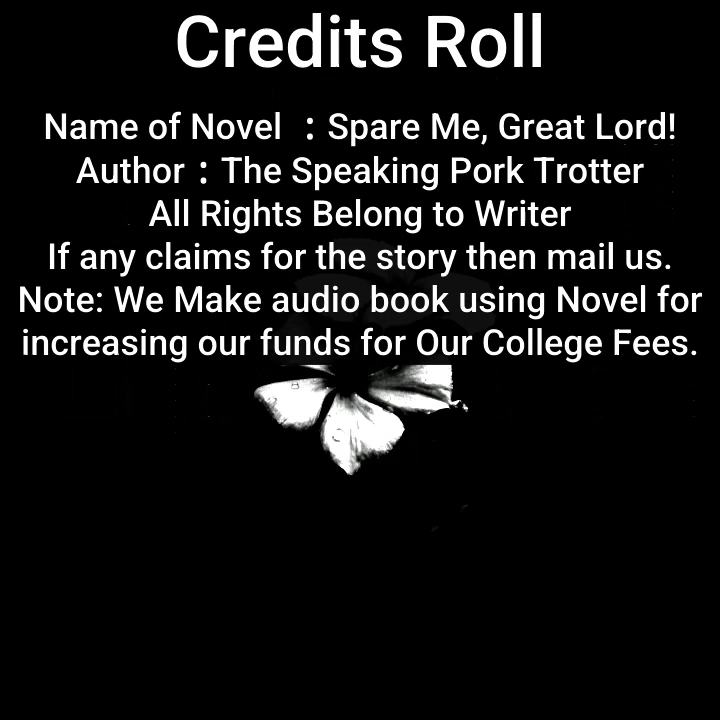 Credits Roll
Name of Novel ：Spare Me, Great Lord!
Author：The Speaking Pork Trotter
All Rights Belong to Writer
If any claims for the story then mail us.
Note: We Make audio book using Novel for
increasing our funds for Our College Fees.